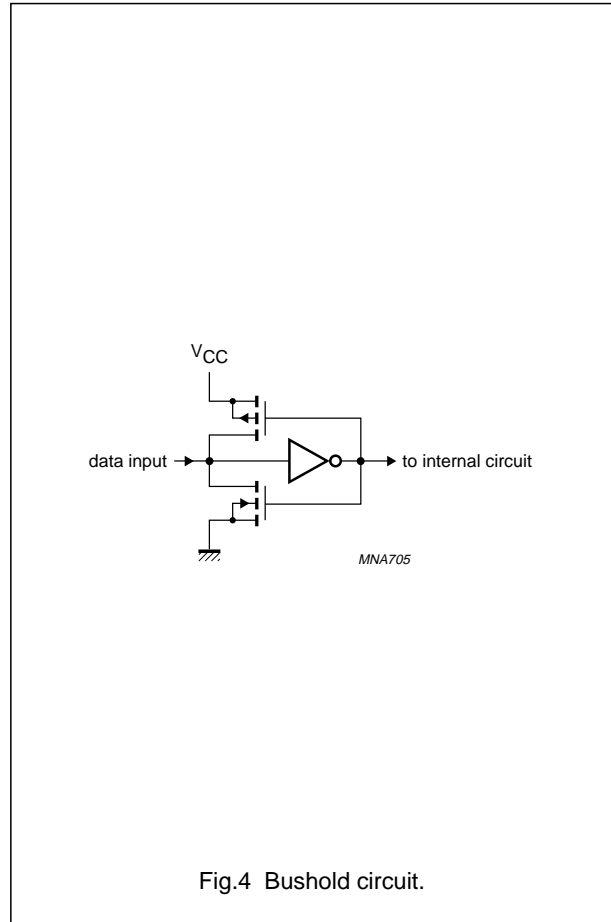 VCC
data input
to internal circuit
MNA705
Fig.4 Bushold circuit.